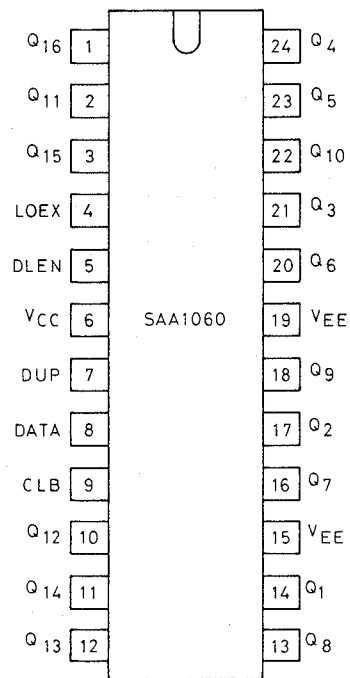 Q16 1 24 Q4
Q11 2 23 Q5
Q15 3 22 Q10
LOEX 4 21 Q3
DLEN 5 20 Q6
VCC 6 SAA1060 19 VEE
DUP 7 18 Q9
DATA 8 17 Q2
CLB 9 16 Q7
Q12 10 15 VEE
Q14 11 14 Q1
Q13 12 13 Q8